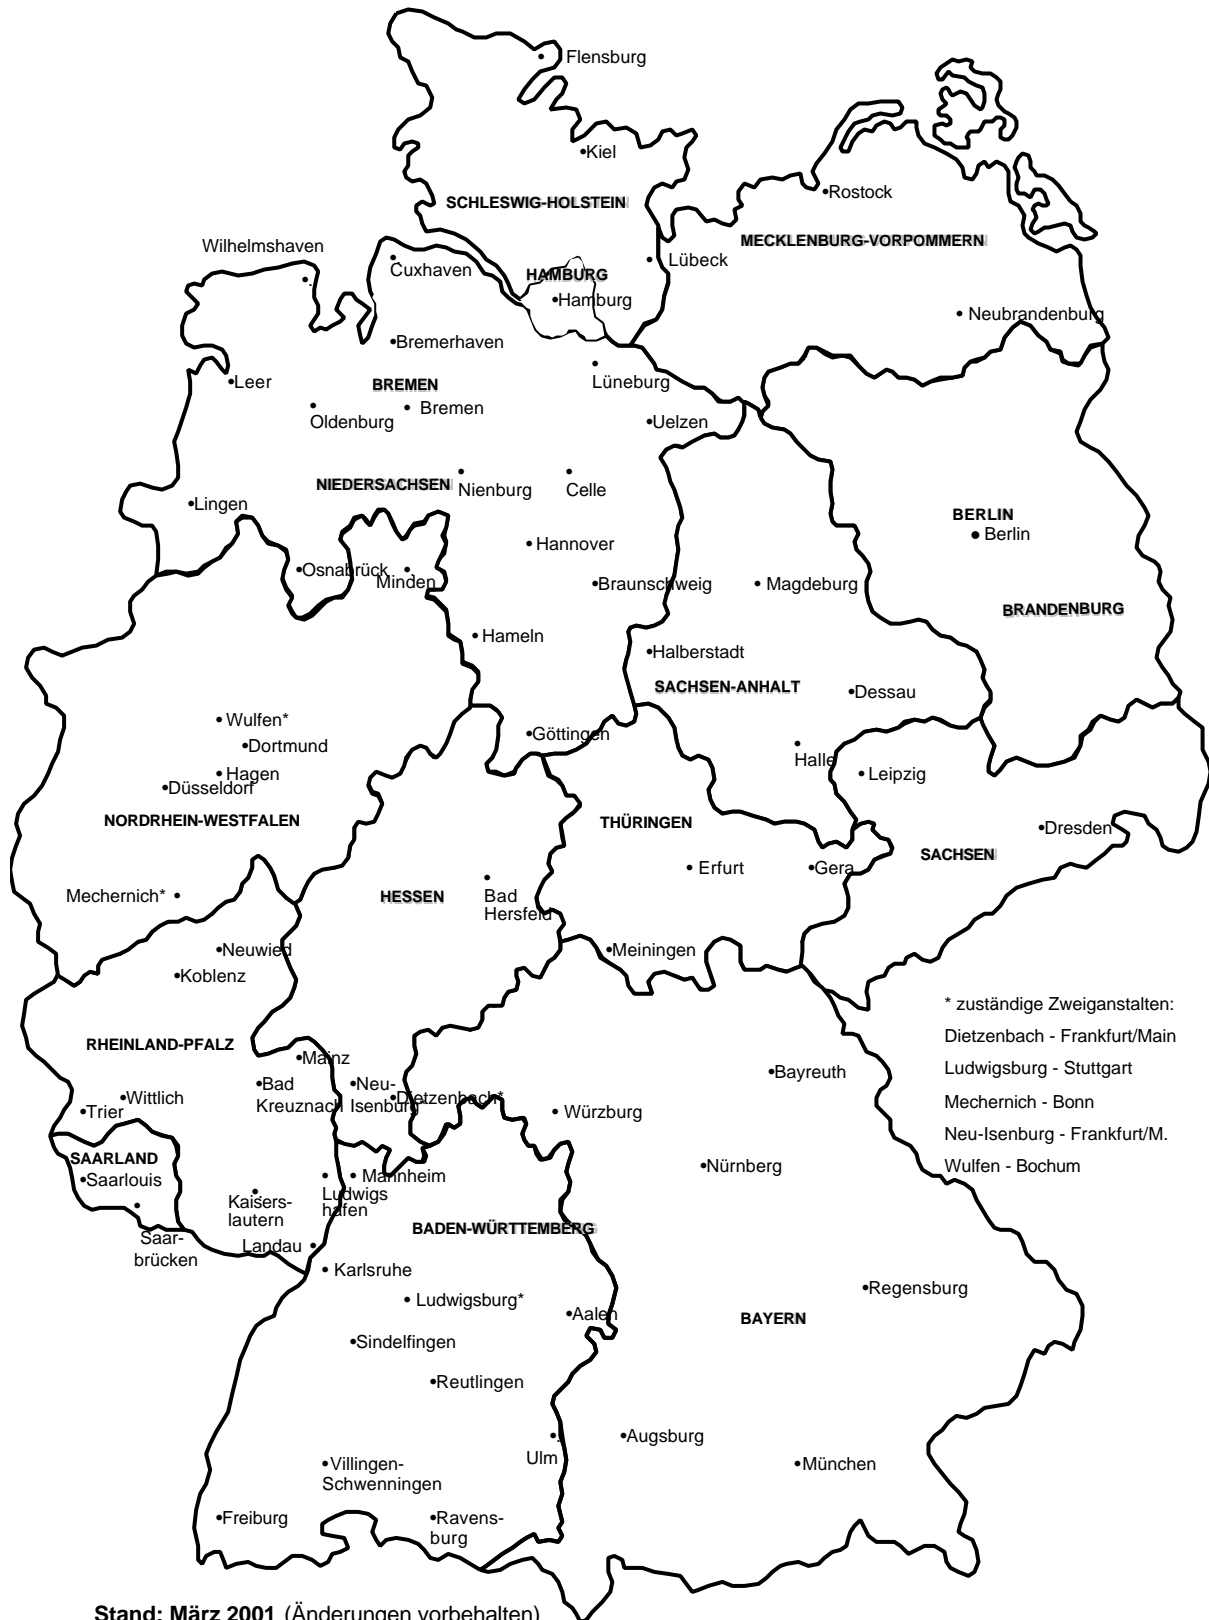 Flensburg
Kiel
SCHLESWIG-HOLSTEIN
Rostock
MECKLENBURG-VORPOMMERN
Wilhelmshaven
Cuxhaven
HAMBURG
Lübeck
Hamburg
Neubrandenburg
Bremerhaven
Leer
BREMEN
Lüneburg
Oldenburg
Bremen
Uelzen
NIEDERSACHSEN
Nienburg
Celle
Lingen
BERLIN
Berlin
Hannover
Osnabrück
Minden
Braunschweig
Magdeburg
BRANDENBURG
Hameln
Halberstadt
SACHSEN-ANHALT
Dessau
Wulfen*
Dortmund
Göttingen
Halle
Hagen
Leipzig
Düsseldorf
NORDRHEIN-WESTFALEN
THÜRINGEN
Dresden
SACHSEN
Mechernich*
HESSEN
Bad
Hersfeld
Erfurt
Gera
Neuwied
Meiningen
Koblenz
* zuständige Zweiganstalten:
Dietzenbach - Frankfurt/Main
Ludwigsburg - Stuttgart
Mechernich - Bonn
Neu-Isenburg - Frankfurt/M.
Wulfen - Bochum
RHEINLAND-PFALZ
Mainz
Bayreuth
Bad
Kreuznach
Neu-
Isenburg*
Dietzenbach*
Wittlich
Trier
Würzburg
SAARLAND
Saarlouis
Mannheim
Nürnberg
Ludwigs
hafen
Kaisers-
lautern
BADEN-WÜRTTEMBERG
Saar-
brücken
Landau
Karlsruhe
Regensburg
Ludwigsburg*
Aalen
BAYERN
Sindelfingen
Reutlingen
Ulm
Augsburg
Villingen-
Schwenningen
München
Freiburg
Ravens-
burg
Stand: März 2001 (Änderungen vorbehalten)